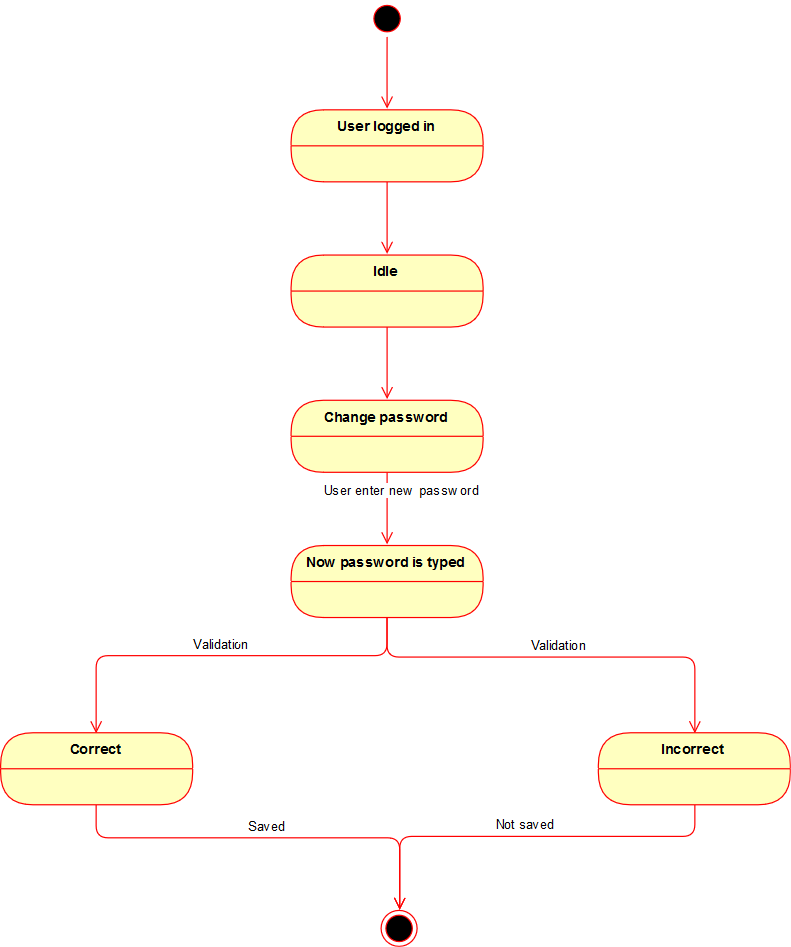 User logged in
Idle
Change password
User enter new password
Now password is typed
Validation
Validation
Correct
Incorrect
Saved
Not saved